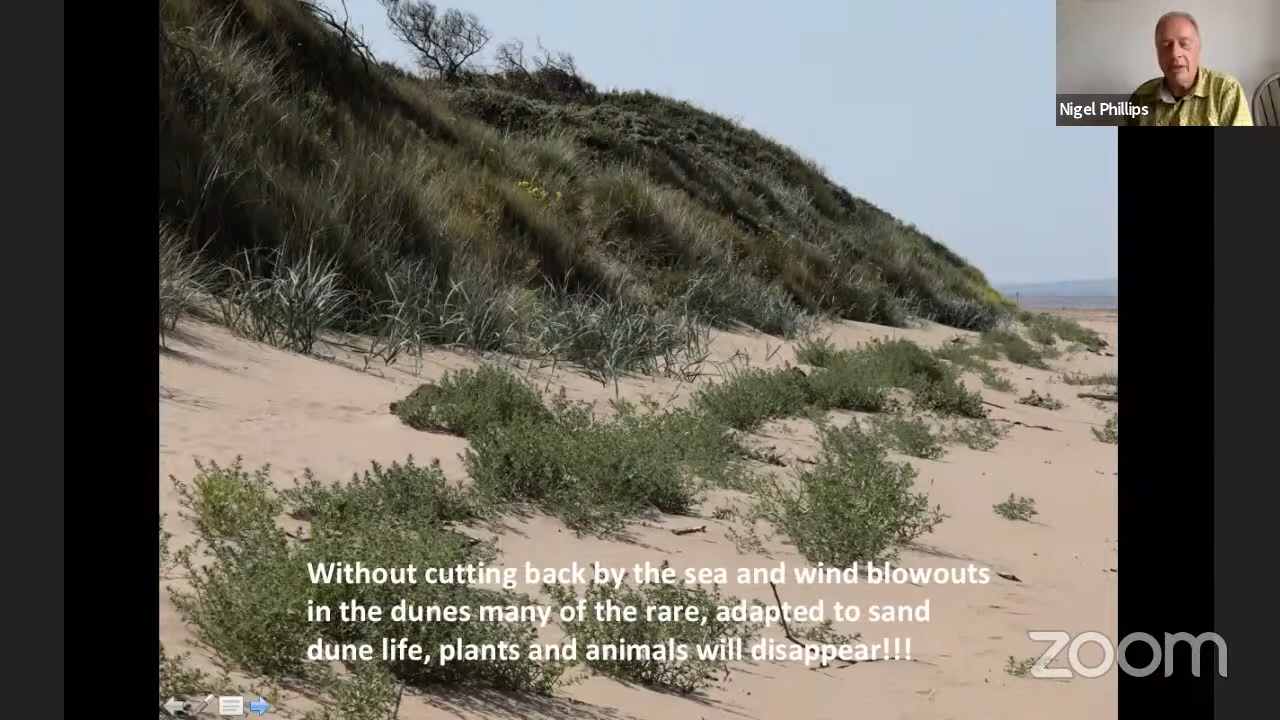 Nigel Phillips
Without cutting back by the sea and wind blowouts
in the dunes many of the rare, adapted to sand
dune life, plants and animals will disappear!!!
zoom